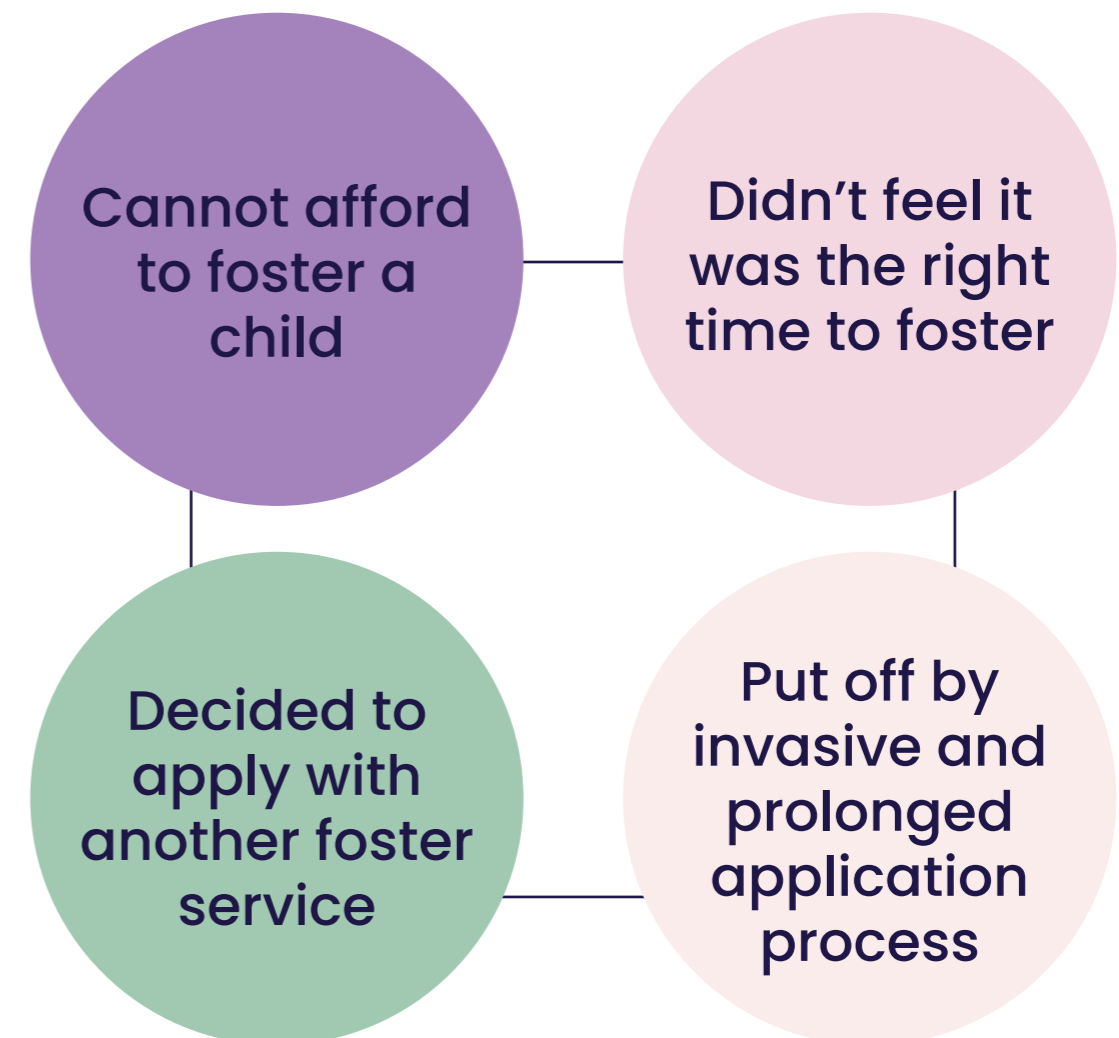 Cannot afford
to foster a
child
Didn’t feel it
was the right
time to foster
Decided to
apply with
another foster
service
Put off by
invasive and
prolonged
application
process